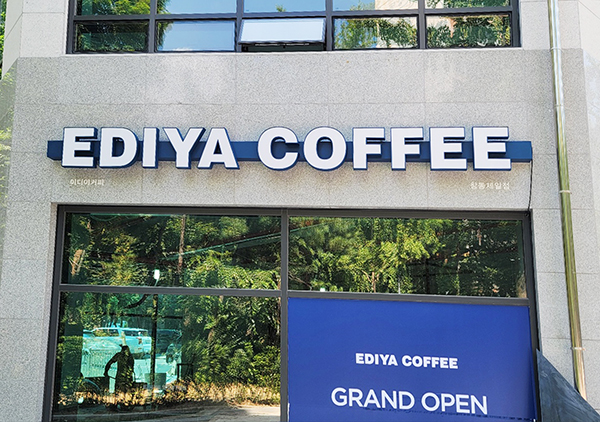 EDIYA COFFEE
이디야커피
EDIYA COFFEE
GRAND OPEN